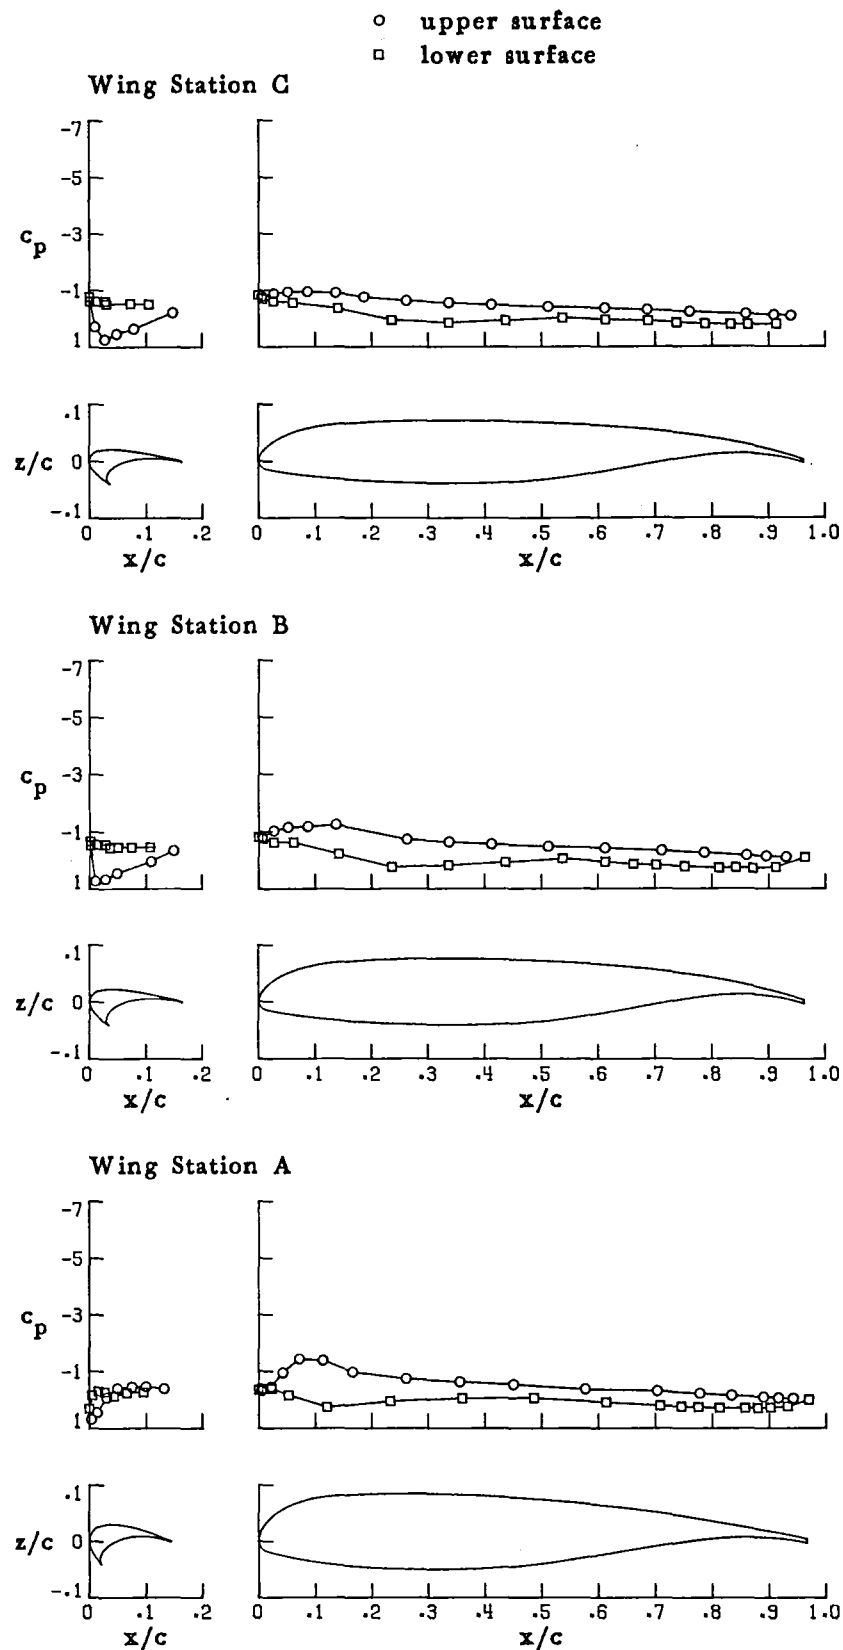 upper surface
lower surface
Wing Station C
-7
-5
-3
-1
1
c_p
.1
0
-.1
z/c
0 .1 .2
x/c
0 .1 .2 .3 .4 .5 .6 .7 .8 .9 1.0
x/c
Wing Station B
-7
-5
-3
-1
1
c_p
.1
0
-.1
z/c
0 .1 .2
x/c
0 .1 .2 .3 .4 .5 .6 .7 .8 .9 1.0
x/c
Wing Station A
-7
-5
-3
-1
1
c_p
.1
0
-.1
z/c
0 .1 .2
x/c
0 .1 .2 .3 .4 .5 .6 .7 .8 .9 1.0
x/c